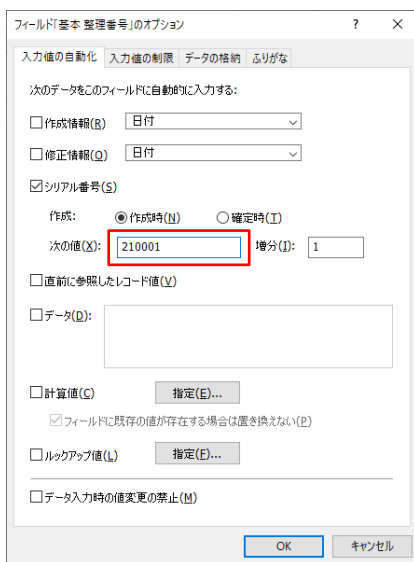 フィールド「基本 整理番号」のオプション ? ×
入力値の自動化 入力値の制限 データの格納 ふりがな
次のデータをこのフィールドに自動的に入力する:
作成情報(R) 日付
修正情報(O) 日付
シリアル番号(S)
作成: 作成時(N) 確定時(T)
次の値(X): 210001 増分(I): 1
直前に参照したレコード値(V)
データ(D):
計算値(C) 指定(E)...
フィールドに既存の値が存在する場合は置き換えない(P)
ルックアップ値(L) 指定(F)...
データ入力時の値変更の禁止(M)
OK キャンセル